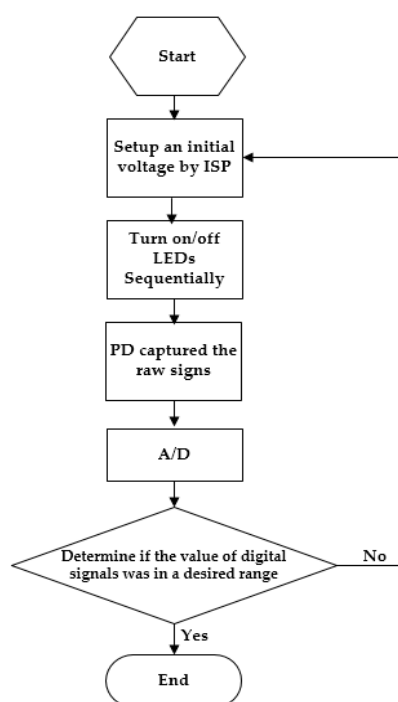 Start
Setup an initial
voltage by ISP
Turn on/off
LEDs
Sequentially
PD captured the
raw signs
A/D
Determine if the value of digital
signals was in a desired range
No
Yes
End